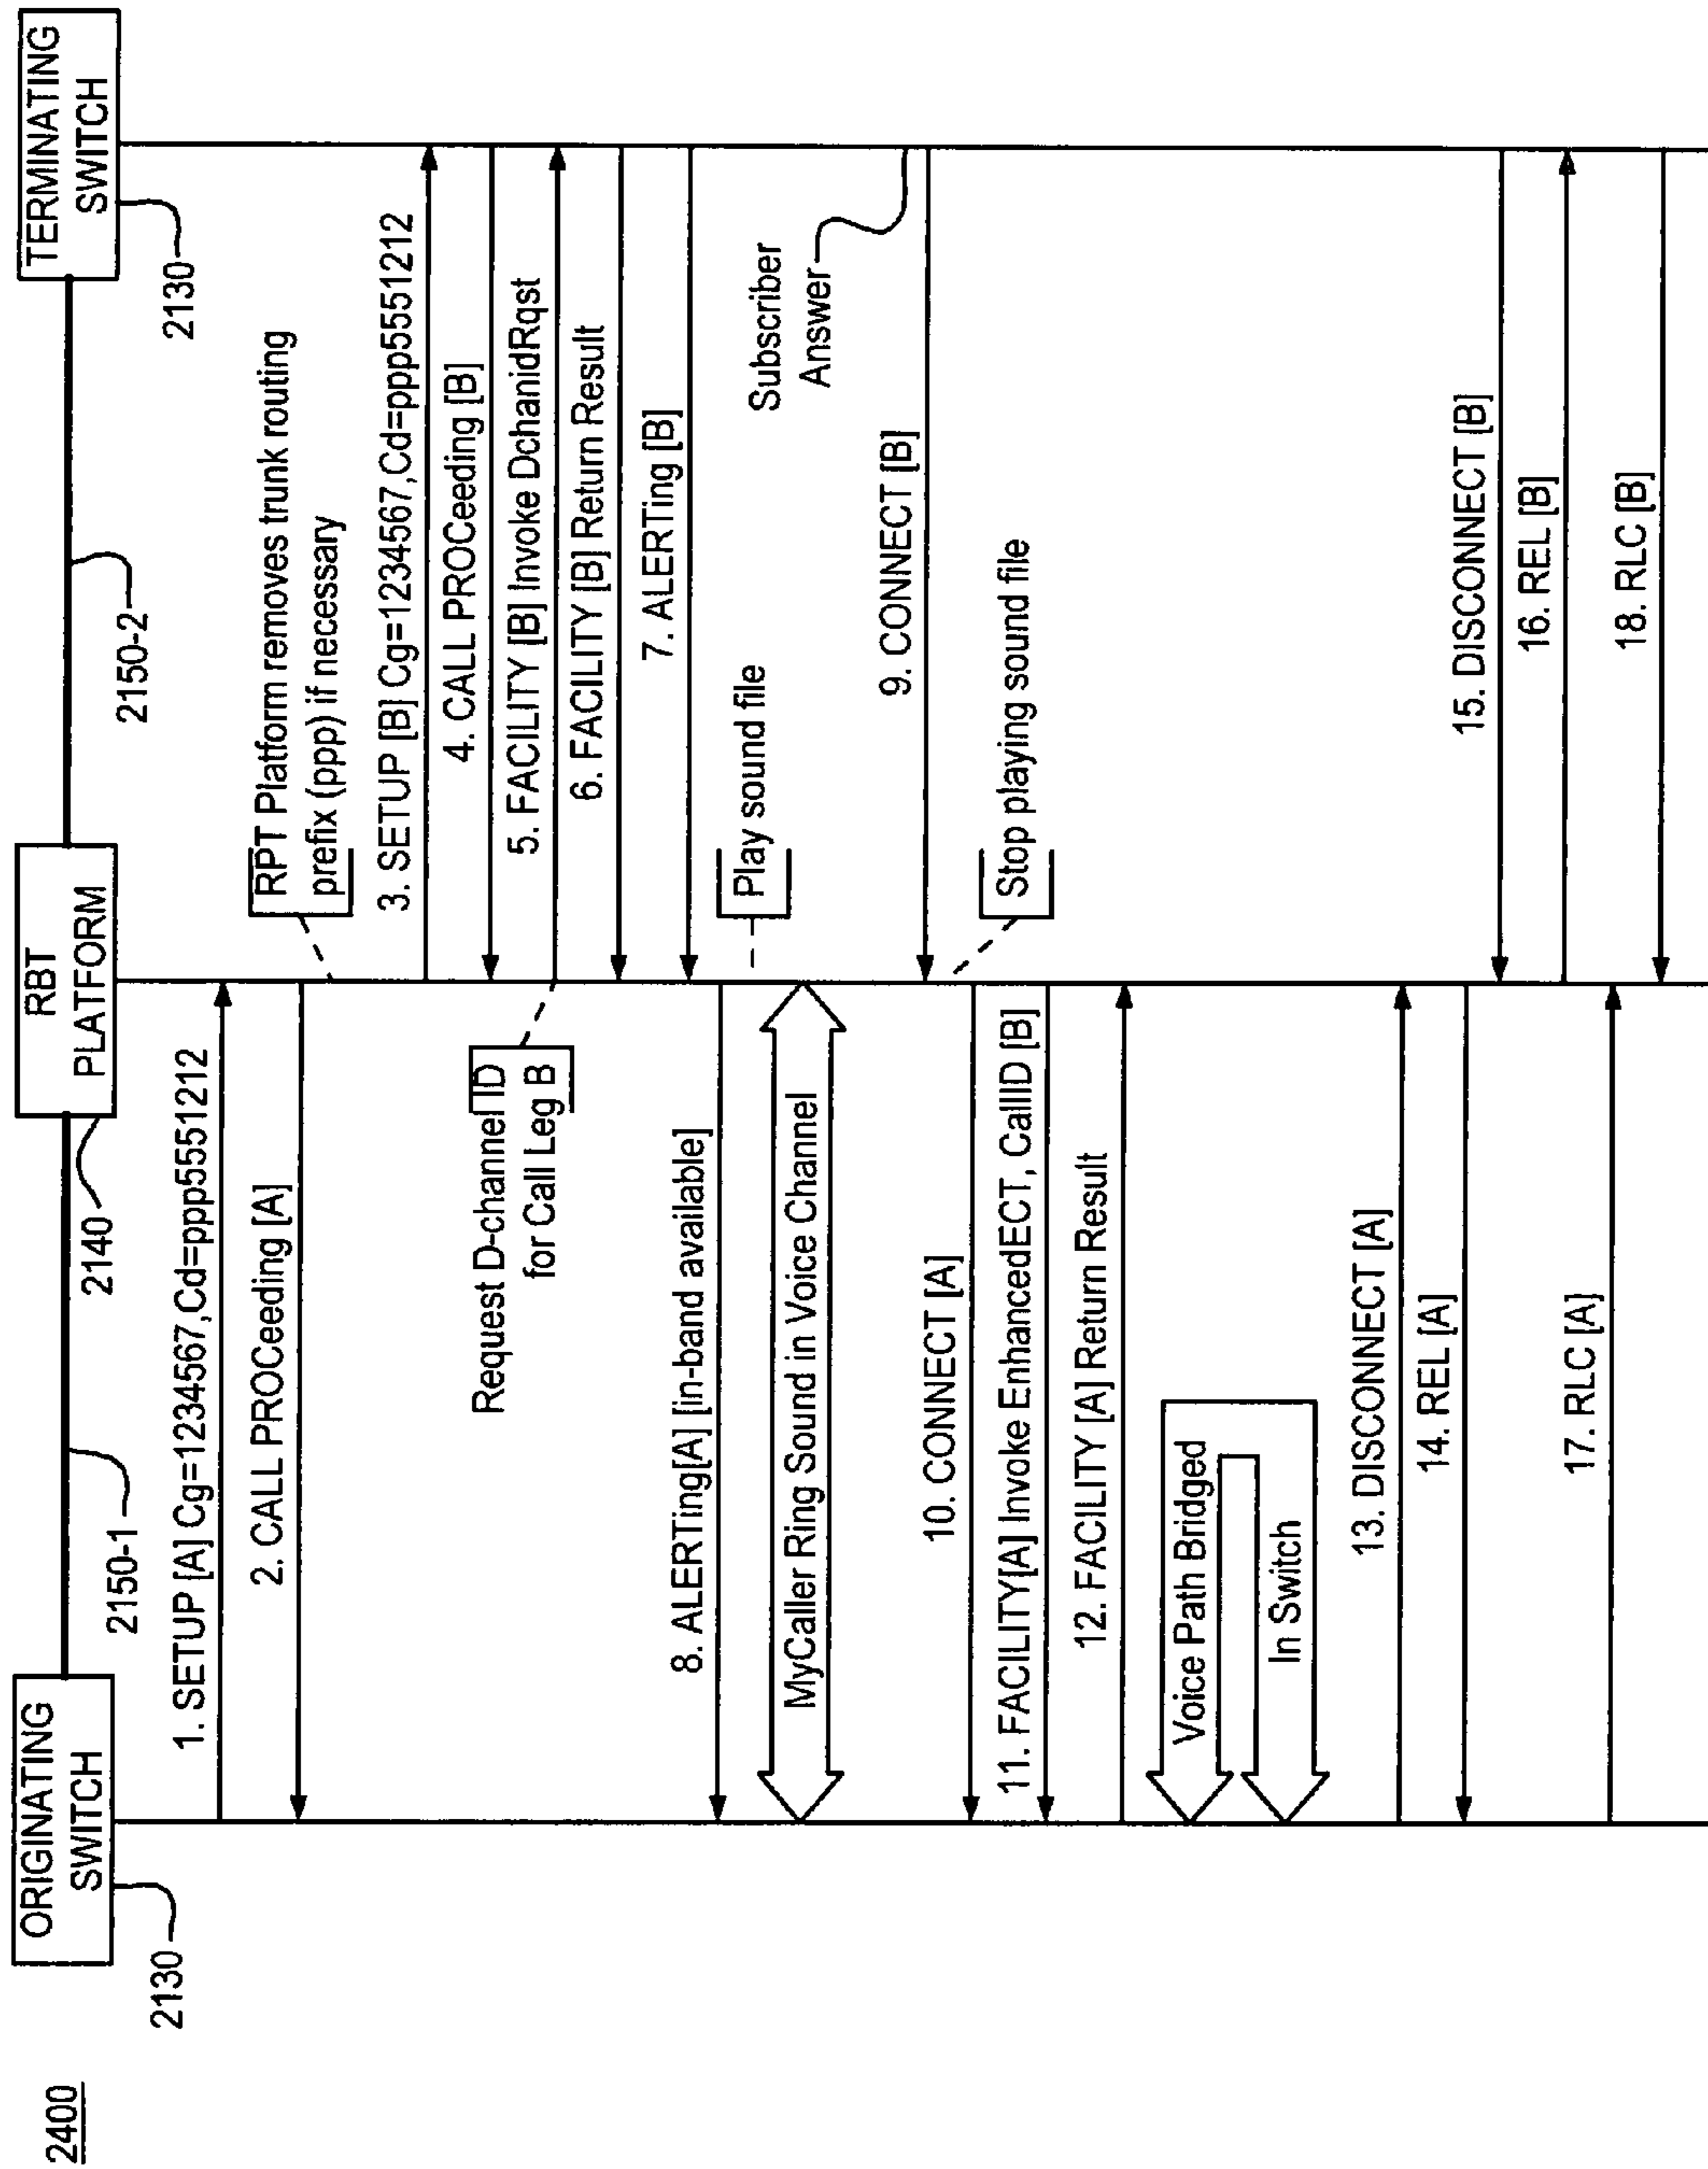 2400
ORIGINATING
SWITCH
2130
2150-1
RBT
PLATFORM
2140
2150-2
TERMINATING
SWITCH
2130
1. SETUP [A] Cg=1234567,Cd=ppp5551212
2. CALL PROCeeding [A]
RPT Platform removes trunk routing
prefix (ppp) if necessary
3. SETUP [B] Cg=1234567,Cd=ppp5551212
4. CALL PROCeeding [B]
Request D-channel ID
for Call Leg B
5. FACILITY [B] Invoke DchanidRqst
6. FACILITY [B] Return Result
7. ALERTing [B]
8. ALERTing[A] [in-band available]
Play sound file
MyCaller Ring Sound in Voice Channel
Subscriber
Answer
9. CONNECT [B]
Stop playing sound file
10. CONNECT [A]
11. FACILITY[A] Invoke EnhancedECT, CallID [B]
12. FACILITY [A] Return Result
Voice Path Bridged
In Switch
13. DISCONNECT [A]
14. REL [A]
15. DISCONNECT [B]
16. REL [B]
17. RLC [A]
18. RLC [B]